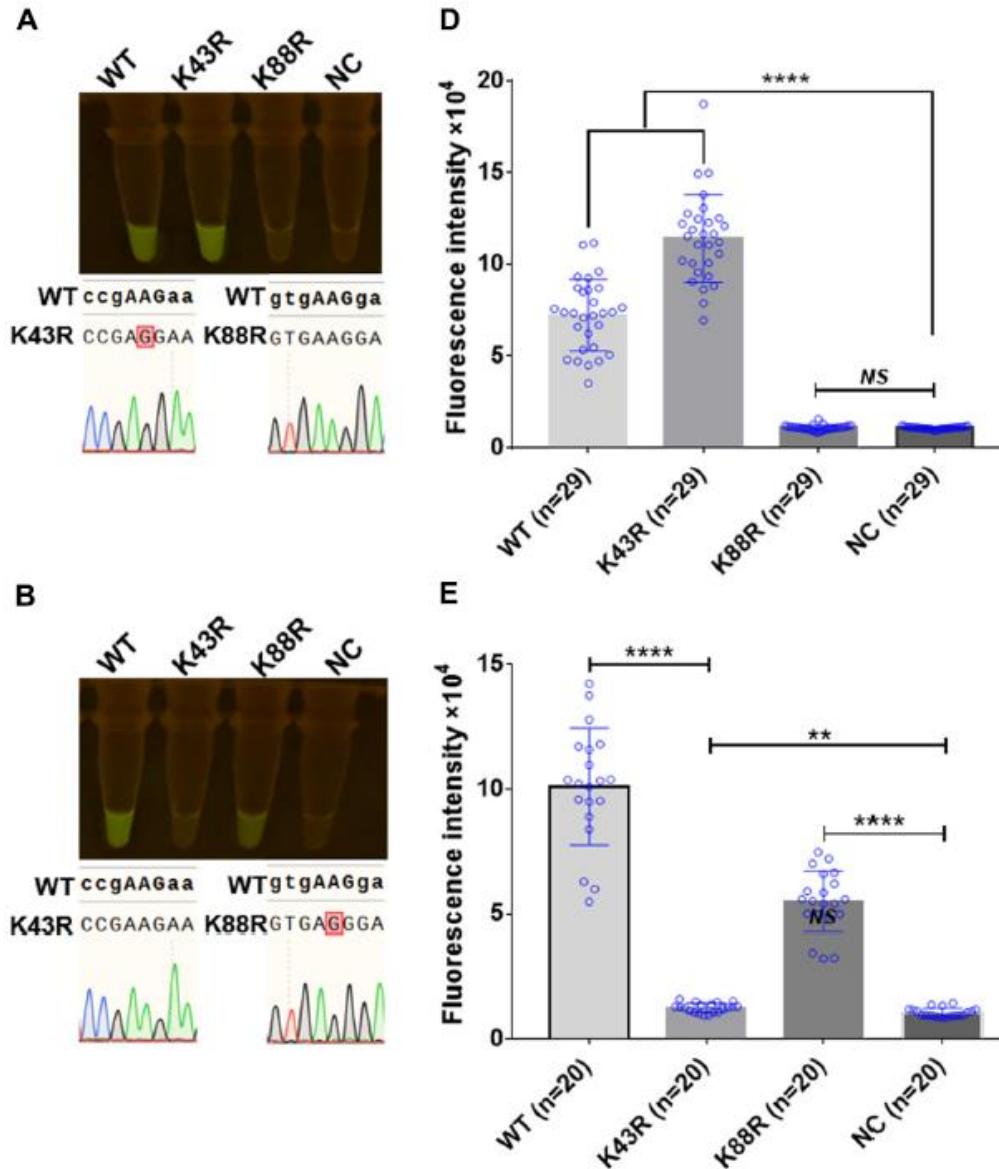 A
WT K43R K88R NC
WT ccgAAGaa WT gtgAAGga
K43R CCGAGGAA K88R GTGAAGGA
D
Fluorescence intensity ×10⁴
20
15
10
5
0
****
NS
WT (n=29) K43R (n=29) K88R (n=29) NC (n=29)
B
WT K43R K88R NC
WT ccgAAGaa WT gtgAAGga
K43R CCGAAGAA K88R GTGAGGGA
E
Fluorescence intensity ×10⁴
15
10
5
0
****
**
****
NS
WT (n=20) K43R (n=20) K88R (n=20) NC (n=20)